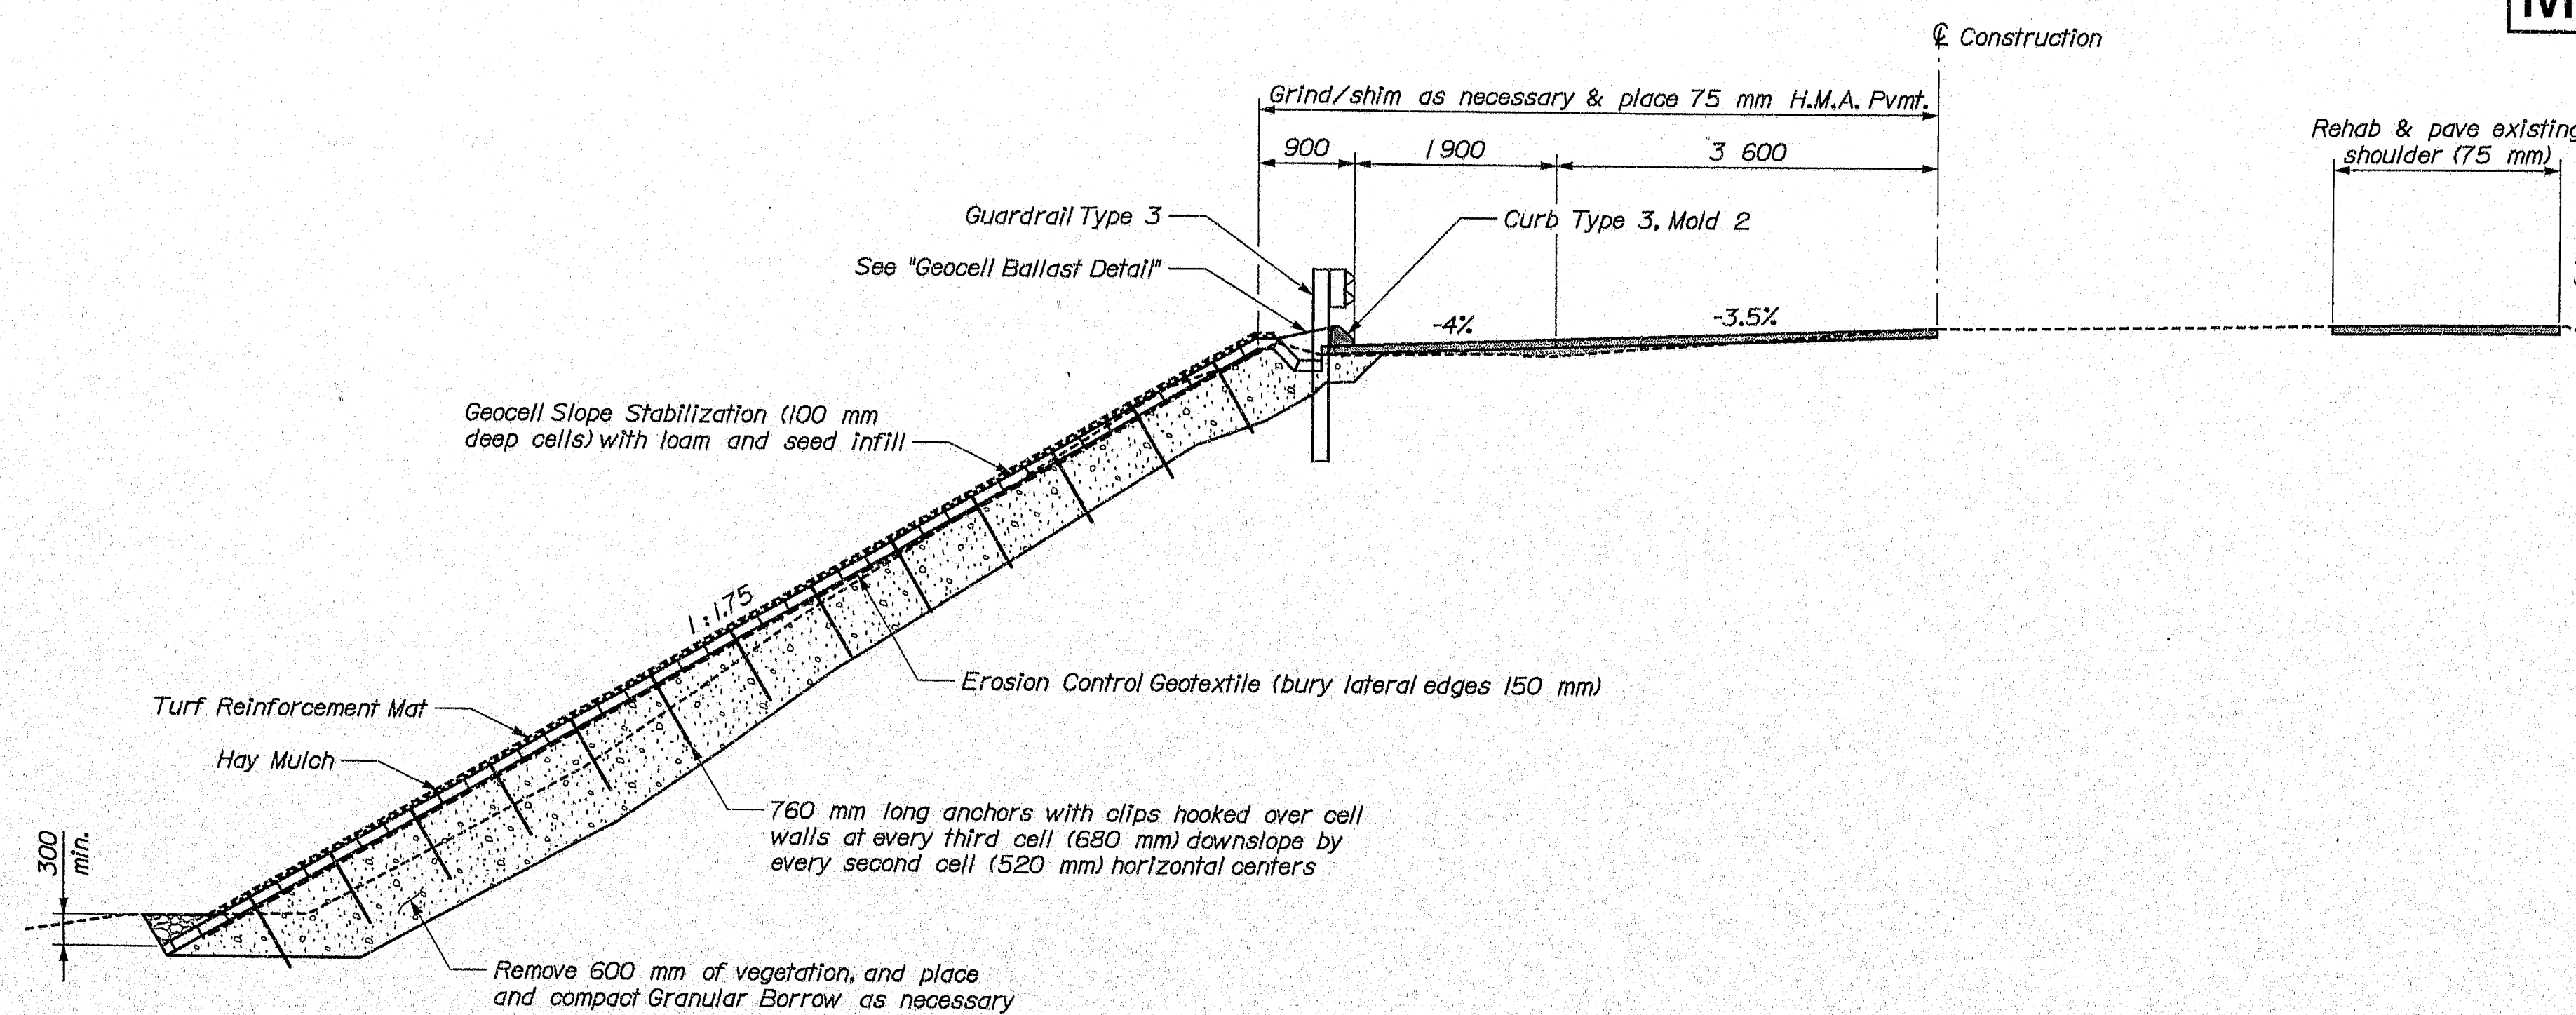 ℄ Construction
Grind/shim as necessary & place 75 mm H.M.A. Pvmt.
Rehab & pave existing
shoulder (75 mm)
900
1 900
3 600
Guardrail Type 3
Curb Type 3, Mold 2
See "Geocell Ballast Detail"
-4%
-3.5%
Geocell Slope Stabilization (100 mm
deep cells) with loam and seed infill
1:1.75
Erosion Control Geotextile (bury lateral edges 150 mm)
Turf Reinforcement Mat
Hay Mulch
760 mm long anchors with clips hooked over cell
walls at every third cell (680 mm) downslope by
every second cell (520 mm) horizontal centers
300
min.
Remove 600 mm of vegetation, and place
and compact Granular Borrow as necessary